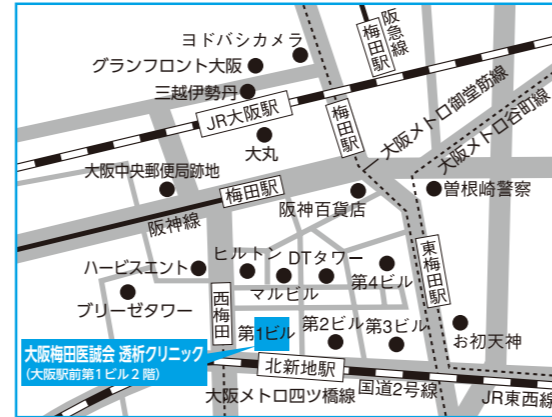 ヨドバシカメラ
阪急線
梅田駅
グランフロント大阪
三越伊勢丹
JR大阪駅
梅田駅
大阪メトロ御堂筋線
大阪メトロ谷町線
大丸
大阪中央郵便局跡地
梅田駅
阪神百貨店
曽根崎警察
阪神線
ハービスエント
ヒルトン
DTタワー
マルビル
第4ビル
東梅田駅
ブリーゼタワー
西梅田
第1ビル
第2ビル
第3ビル
お初天神
大阪梅田医誠会 透析クリニック
(大阪駅前第1ビル2階)
北新地駅
大阪メトロ四ツ橋線
国道2号線
JR東西線